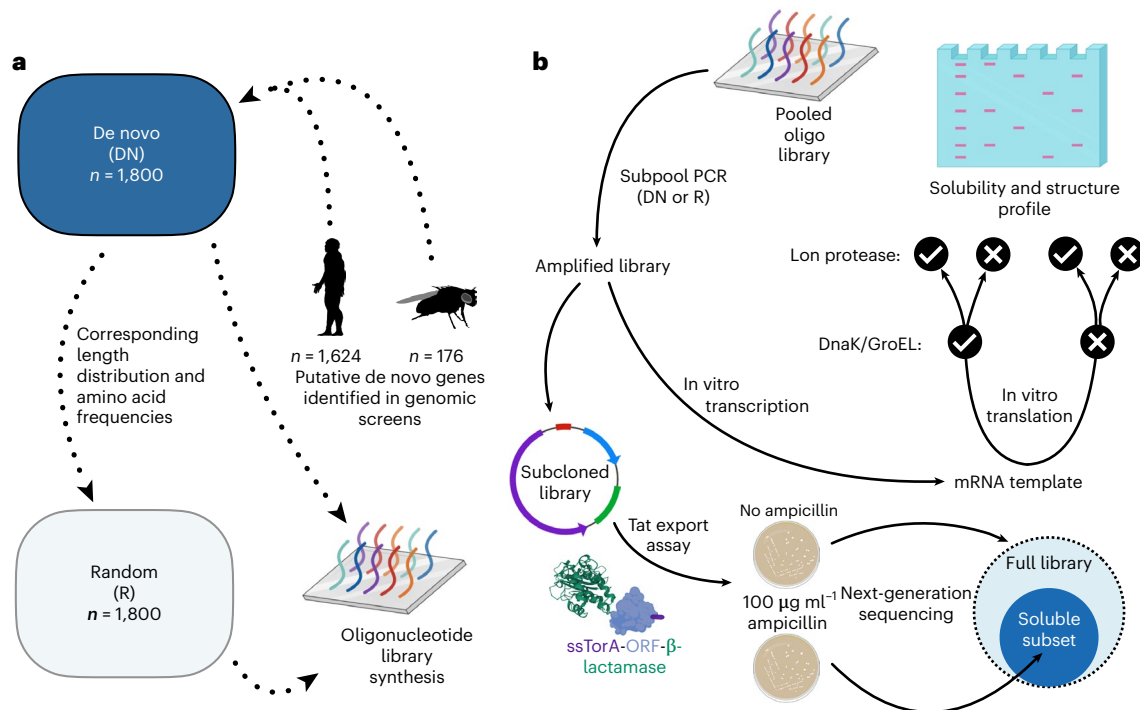 a
De novo
(DN)
n = 1,800
n = 1,624
n = 176
Putative de novo genes
identified in genomic
screens
Corresponding
length
distribution and
amino acid
frequencies
Random
(R)
n = 1,800
Oligonucleotide
library
synthesis
b
Pooled
oligo
library
Subpool PCR
(DN or R)
Amplified library
Solubility and structure
profile
Lon protease:
DnaK/GroEL:
In vitro
translation
In vitro
transcription
mRNA template
Subcloned
library
Tat export
assay
ssTorA-ORF-β-
lactamase
No ampicillin
100 µg ml⁻¹
ampicillin
Next-generation
sequencing
Full library
Soluble
subset